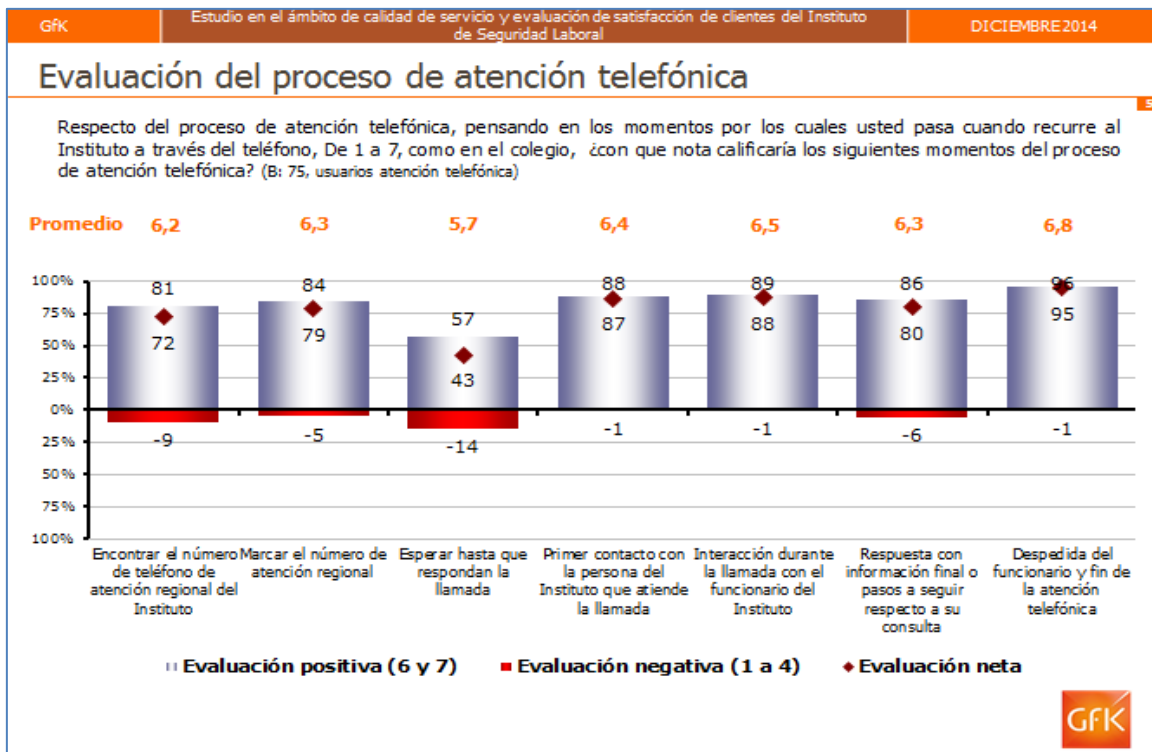 GfK
Estudio en el ámbito de calidad de servicio y evaluación de satisfacción de clientes del Instituto
de Seguridad Laboral
DICIEMBRE 2014
Evaluación del proceso de atención telefónica
5
Respecto del proceso de atención telefónica, pensando en los momentos por los cuales usted pasa cuando recurre al
Instituto a través del teléfono, De 1 a 7, como en el colegio, ¿con que nota calificaría los siguientes momentos del proceso
de atención telefónica? (B: 75, usuarios atención telefónica)
Promedio 6,2 6,3 5,7 6,4 6,5 6,3 6,8
100%
75%
50%
25%
0%
25%
50%
75%
100%
81 84 57 88 89 86 96
72 79 43 87 88 80 95
-9 -5 -14 -1 -1 -6 -1
Encontrar el número
de teléfono de
atención regional del
Instituto
Marcar el número de
atención regional
Esperar hasta que
respondan la
llamada
Primer contacto con
la persona del
Instituto que atiende
la llamada
Interacción durante
la llamada con el
funcionario del
Instituto
Respuesta con
información final o
pasos a seguir
respecto a su
consulta
Despedida del
funcionario y fin de
la atención
telefónica
Evaluación positiva (6 y 7) Evaluación negativa (1 a 4) Evaluación neta
GfK